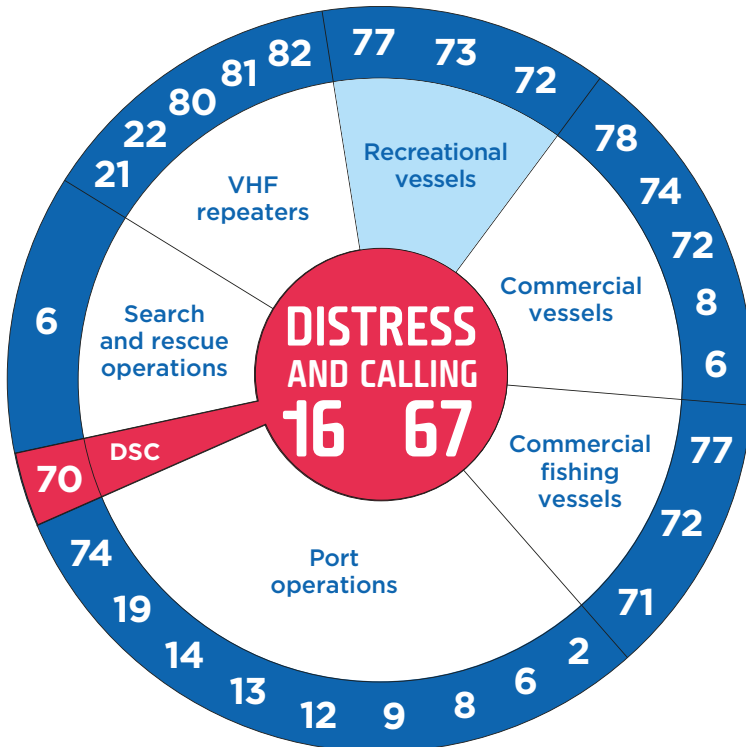 77
73
72
Recreational
vessels
78
74
72
8
6
Commercial
vessels
77
72
71
Commercial
fishing
vessels
2
6
8
9
12
13
14
19
74
Port
operations
70
DSC
6
Search
and rescue
operations
21
22
80
81
82
VHF
repeaters
DISTRESS
AND CALLING
16 67